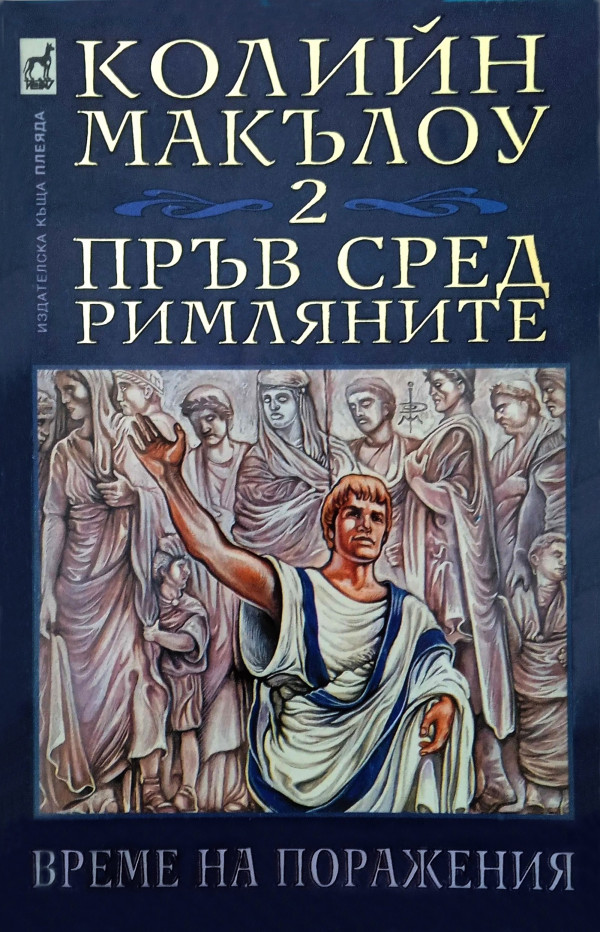 КОЛИЙН
МАКЪЛОУ
2
ПРЪВ СРЕД
РИМЛЯНИТЕ
ИЗДАТЕЛСКА КЪЩА ПЛЕЯДА
ВРЕМЕ НА ПОРАЖЕНИЯ